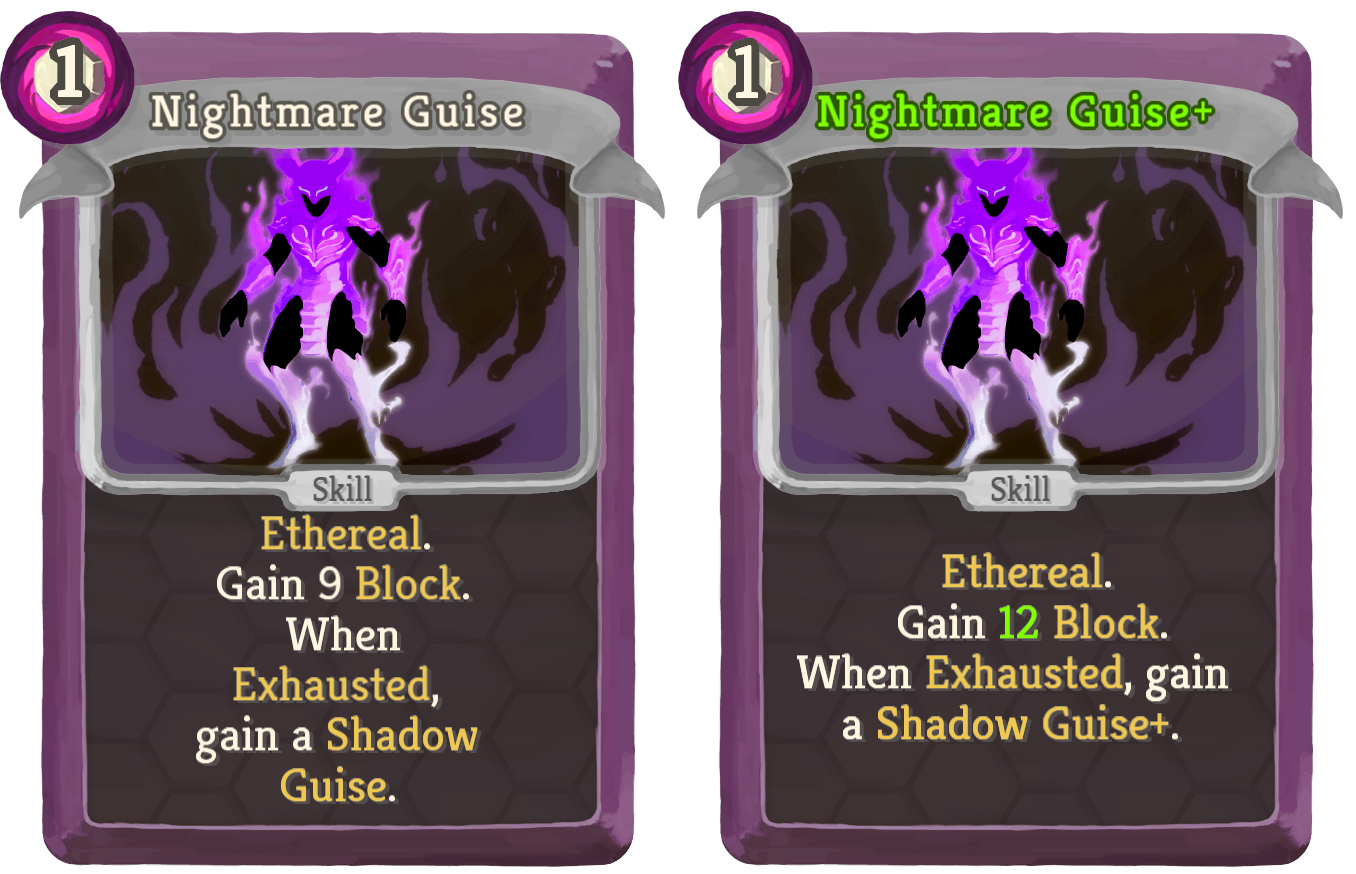 1
Nightmare Guise
Skill
Ethereal.
Gain 9 Block.
When
Exhausted,
gain a Shadow
Guise.
1
Nightmare Guise+
Skill
Ethereal.
Gain 12 Block.
When Exhausted, gain
a Shadow Guise+.